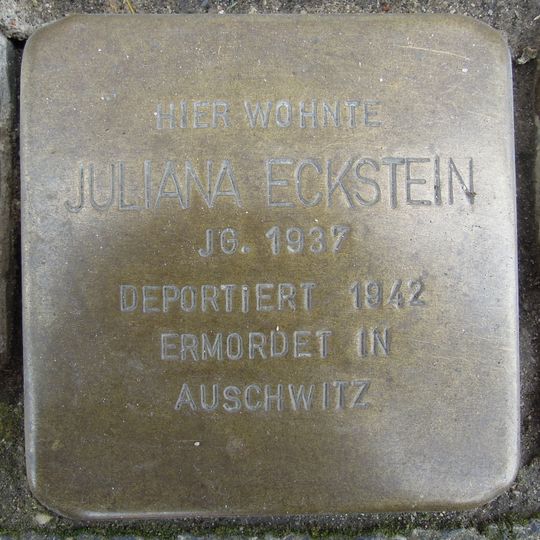 HIER WOHNTE
JULIANA ECKSTEIN
JG. 1937
DEPORTIERT 1942
ERMORDET IN
AUSCHWITZ